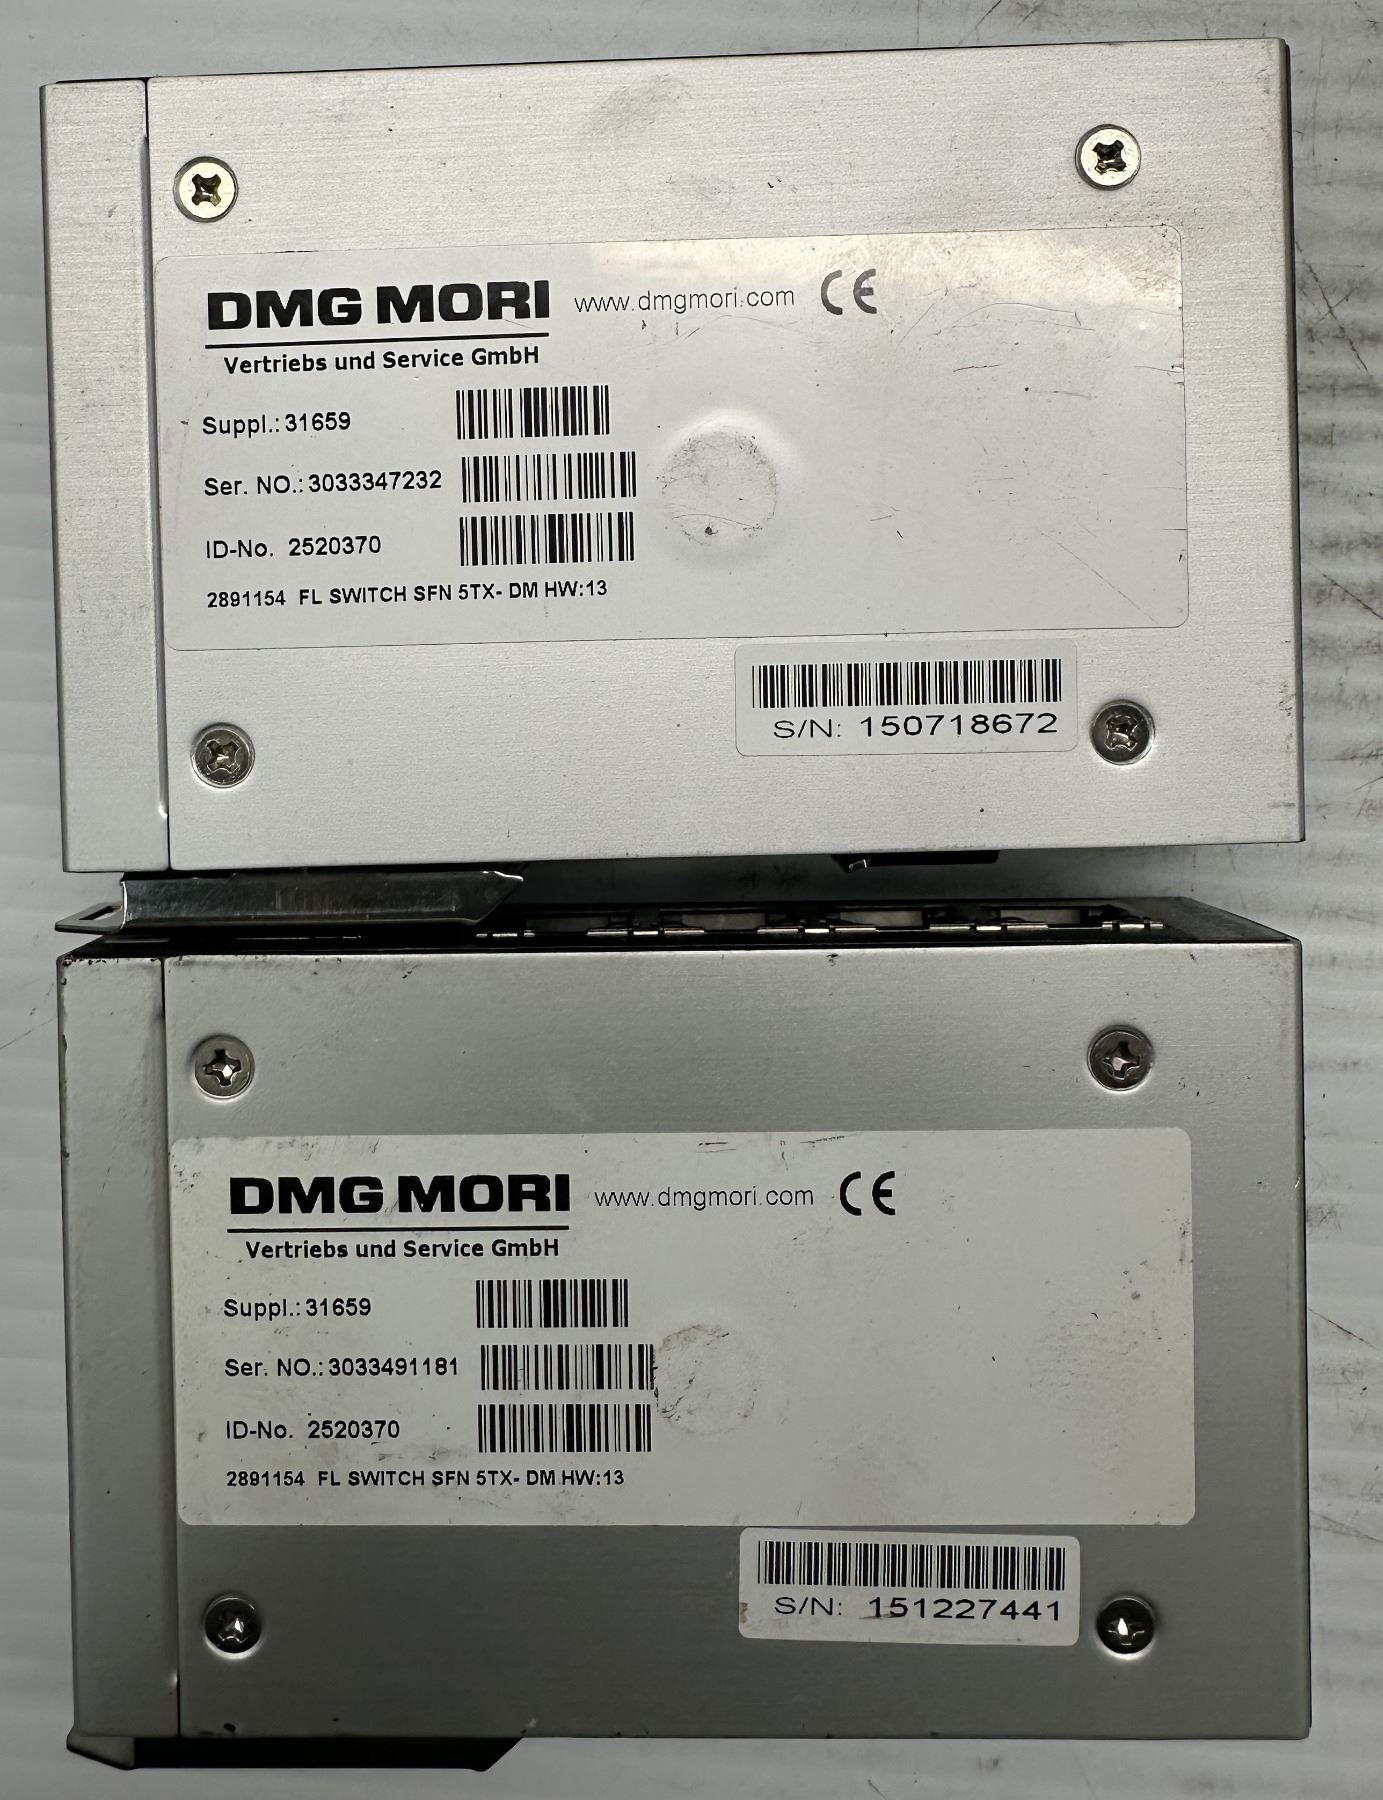 DMG MORI www.dmgmori.com CE
Vertriebs und Service GmbH
Suppl.: 31659
Ser. NO.: 3033347232
ID-No. 2520370
2891154 FL SWITCH SFN 5TX- DM HW:13
S/N: 150718672
DMG MORI www.dmgmori.com CE
Vertriebs und Service GmbH
Suppl.: 31659
Ser. NO.: 3033491181
ID-No. 2520370
2891154 FL SWITCH SFN 5TX- DM HW:13
S/N: 151227441